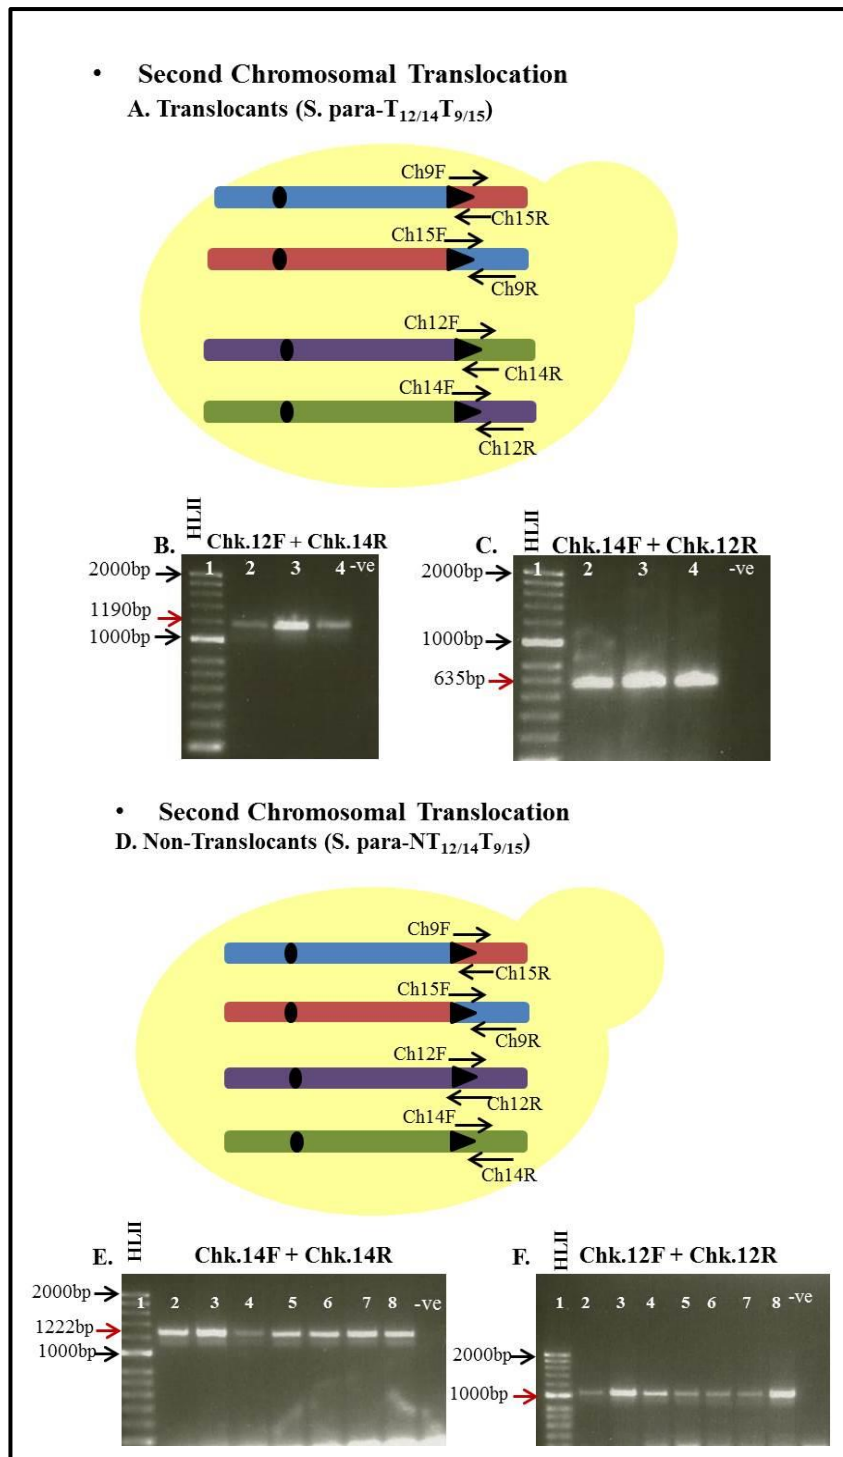 • Second Chromosomal Translocation
A. Translocants (S. para-T12/14T9/15)
Ch9F
Ch15R
Ch15F
Ch9R
Ch12F
Ch14R
Ch14F
Ch12R
B. HLII Chk.12F + Chk.14R
2000bp 1 2 3 4 -ve
1190bp
1000bp
C. HLII Chk.14F + Chk.12R
2000bp 1 2 3 4 -ve
1000bp
635bp
• Second Chromosomal Translocation
D. Non-Translocants (S. para-NT12/14T9/15)
Ch9F
Ch15R
Ch15F
Ch9R
Ch12F
Ch12R
Ch14F
Ch14R
E. HLII Chk.14F + Chk.14R
2000bp 1 2 3 4 5 6 7 8 -ve
1222bp
1000bp
F. HLII Chk.12F + Chk.12R
1 2 3 4 5 6 7 8 -ve
2000bp
1000bp